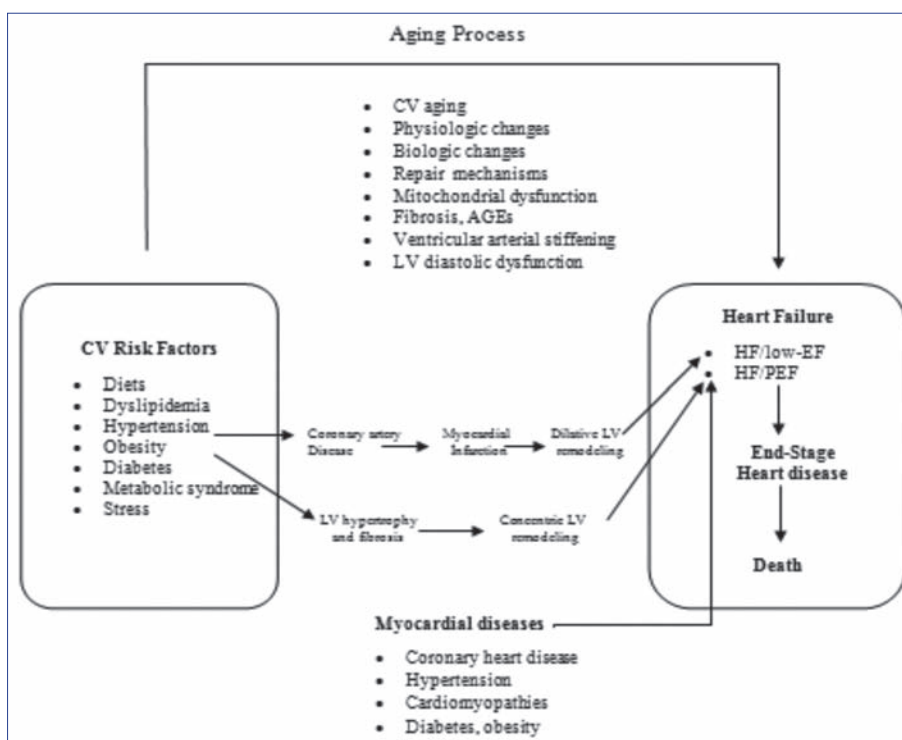 Aging Process
• CV aging
• Physiologic changes
• Biologic changes
• Repair mechanisms
• Mitochondrial dysfunction
• Fibrosis, AGEs
• Ventricular arterial stiffening
• LV diastolic dysfunction
CV Risk Factors
• Diets
• Dyslipidemia
• Hypertension
• Obesity
• Diabetes
• Metabolic syndrome
• Stress
Coronary artery
Disease
Myocardial
Infarction
Dilative LV
remodeling
LV hypertrophy
and fibrosis
Concentric LV
remodeling
Heart Failure
• HF/low-EF
• HF/PEF
End-Stage
Heart disease
Death
Myocardial diseases
• Coronary heart disease
• Hypertension
• Cardiomyopathies
• Diabetes, obesity